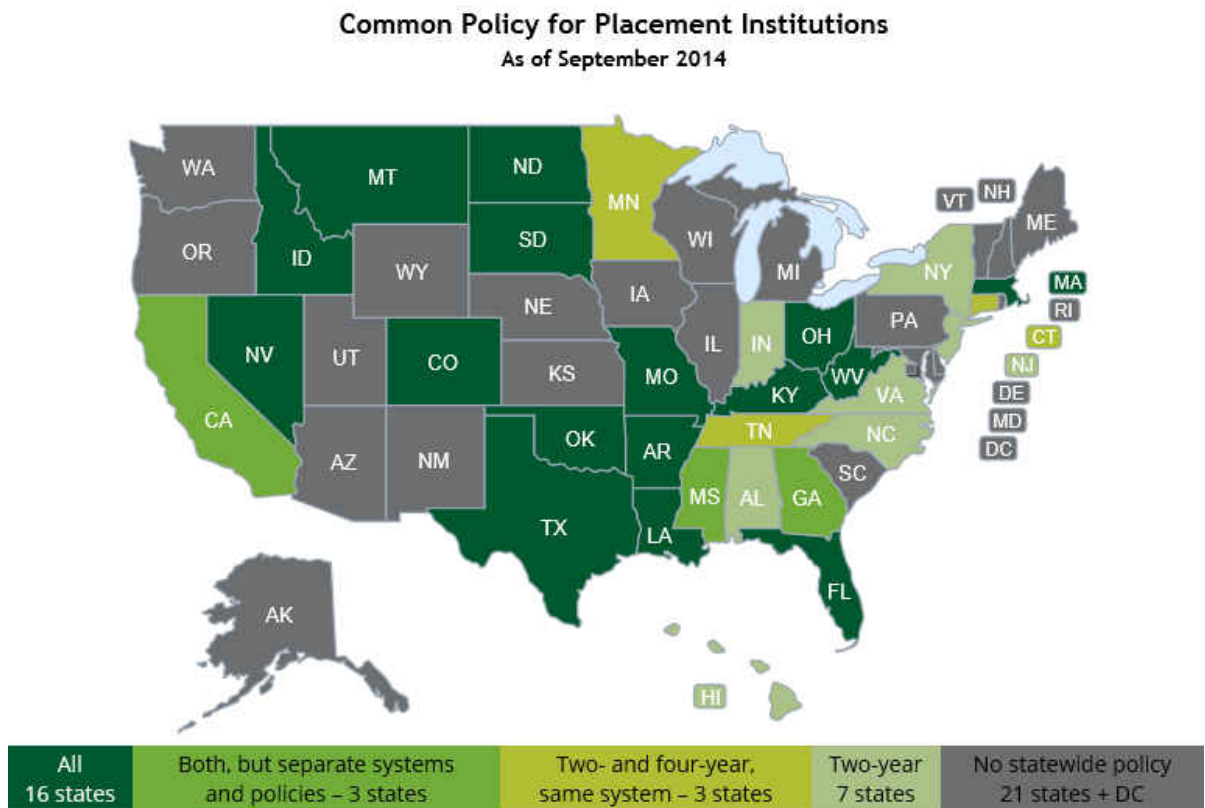 Common Policy for Placement Institutions
As of September 2014
WA
MT
ND
MN
VT
NH
ME
OR
ID
SD
WI
MI
NY
WY
MA
IA
RI
NE
PA
CT
NV
UT
CO
IL
IN
OH
NJ
KS
MO
WV
KY
VA
DE
CA
MD
TN
NC
OK
DC
AZ
NM
AR
SC
MS
AL
GA
TX
LA
FL
AK
HI
All
16 states
Both, but separate systems
and policies – 3 states
Two- and four-year,
same system – 3 states
Two-year
7 states
No statewide policy
21 states + DC